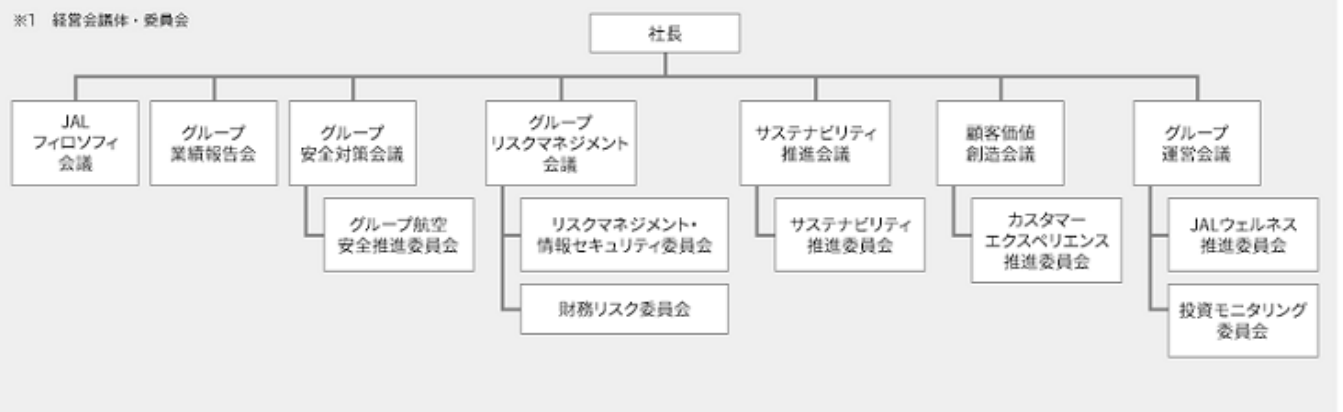 ※1 経営会議体・委員会
社長
JAL
フィロソフィ
会議
グループ
業績報告会
グループ
安全対策会議
グループ
リスクマネジメント
会議
サステナビリティ
推進会議
顧客価値
創造会議
グループ
運営会議
グループ航空
安全推進委員会
リスクマネジメント・
情報セキュリティ委員会
財務リスク委員会
サステナビリティ
推進委員会
カスタマー
エクスペリエンス
推進委員会
JALウェルネス
推進委員会
投資モニタリング
委員会